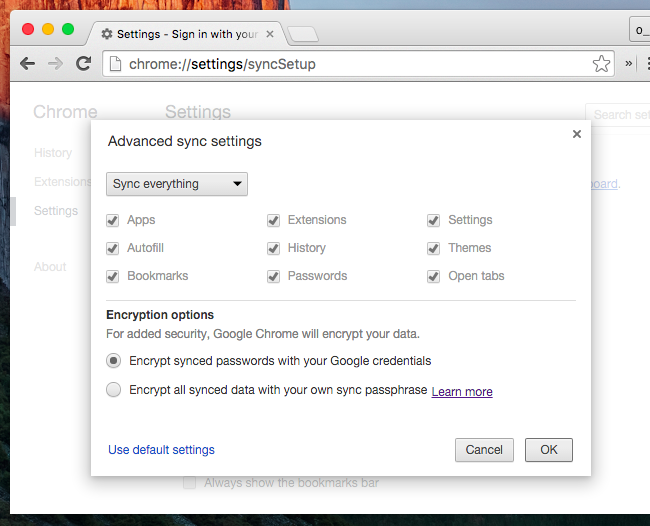 Settings - Sign in with your
o_
chrome://settings/syncSetup
»
Chrome
Settings
Search set
History
Extensions
Settings
About
oard.
Advanced sync settings
Sync everything
Apps
Extensions
Settings
Autofill
History
Themes
Bookmarks
Passwords
Open tabs
Encryption options
For added security, Google Chrome will encrypt your data.
Encrypt synced passwords with your Google credentials
Encrypt all synced data with your own sync passphrase Learn more
Use default settings
Cancel
OK
Always show the bookmarks bar